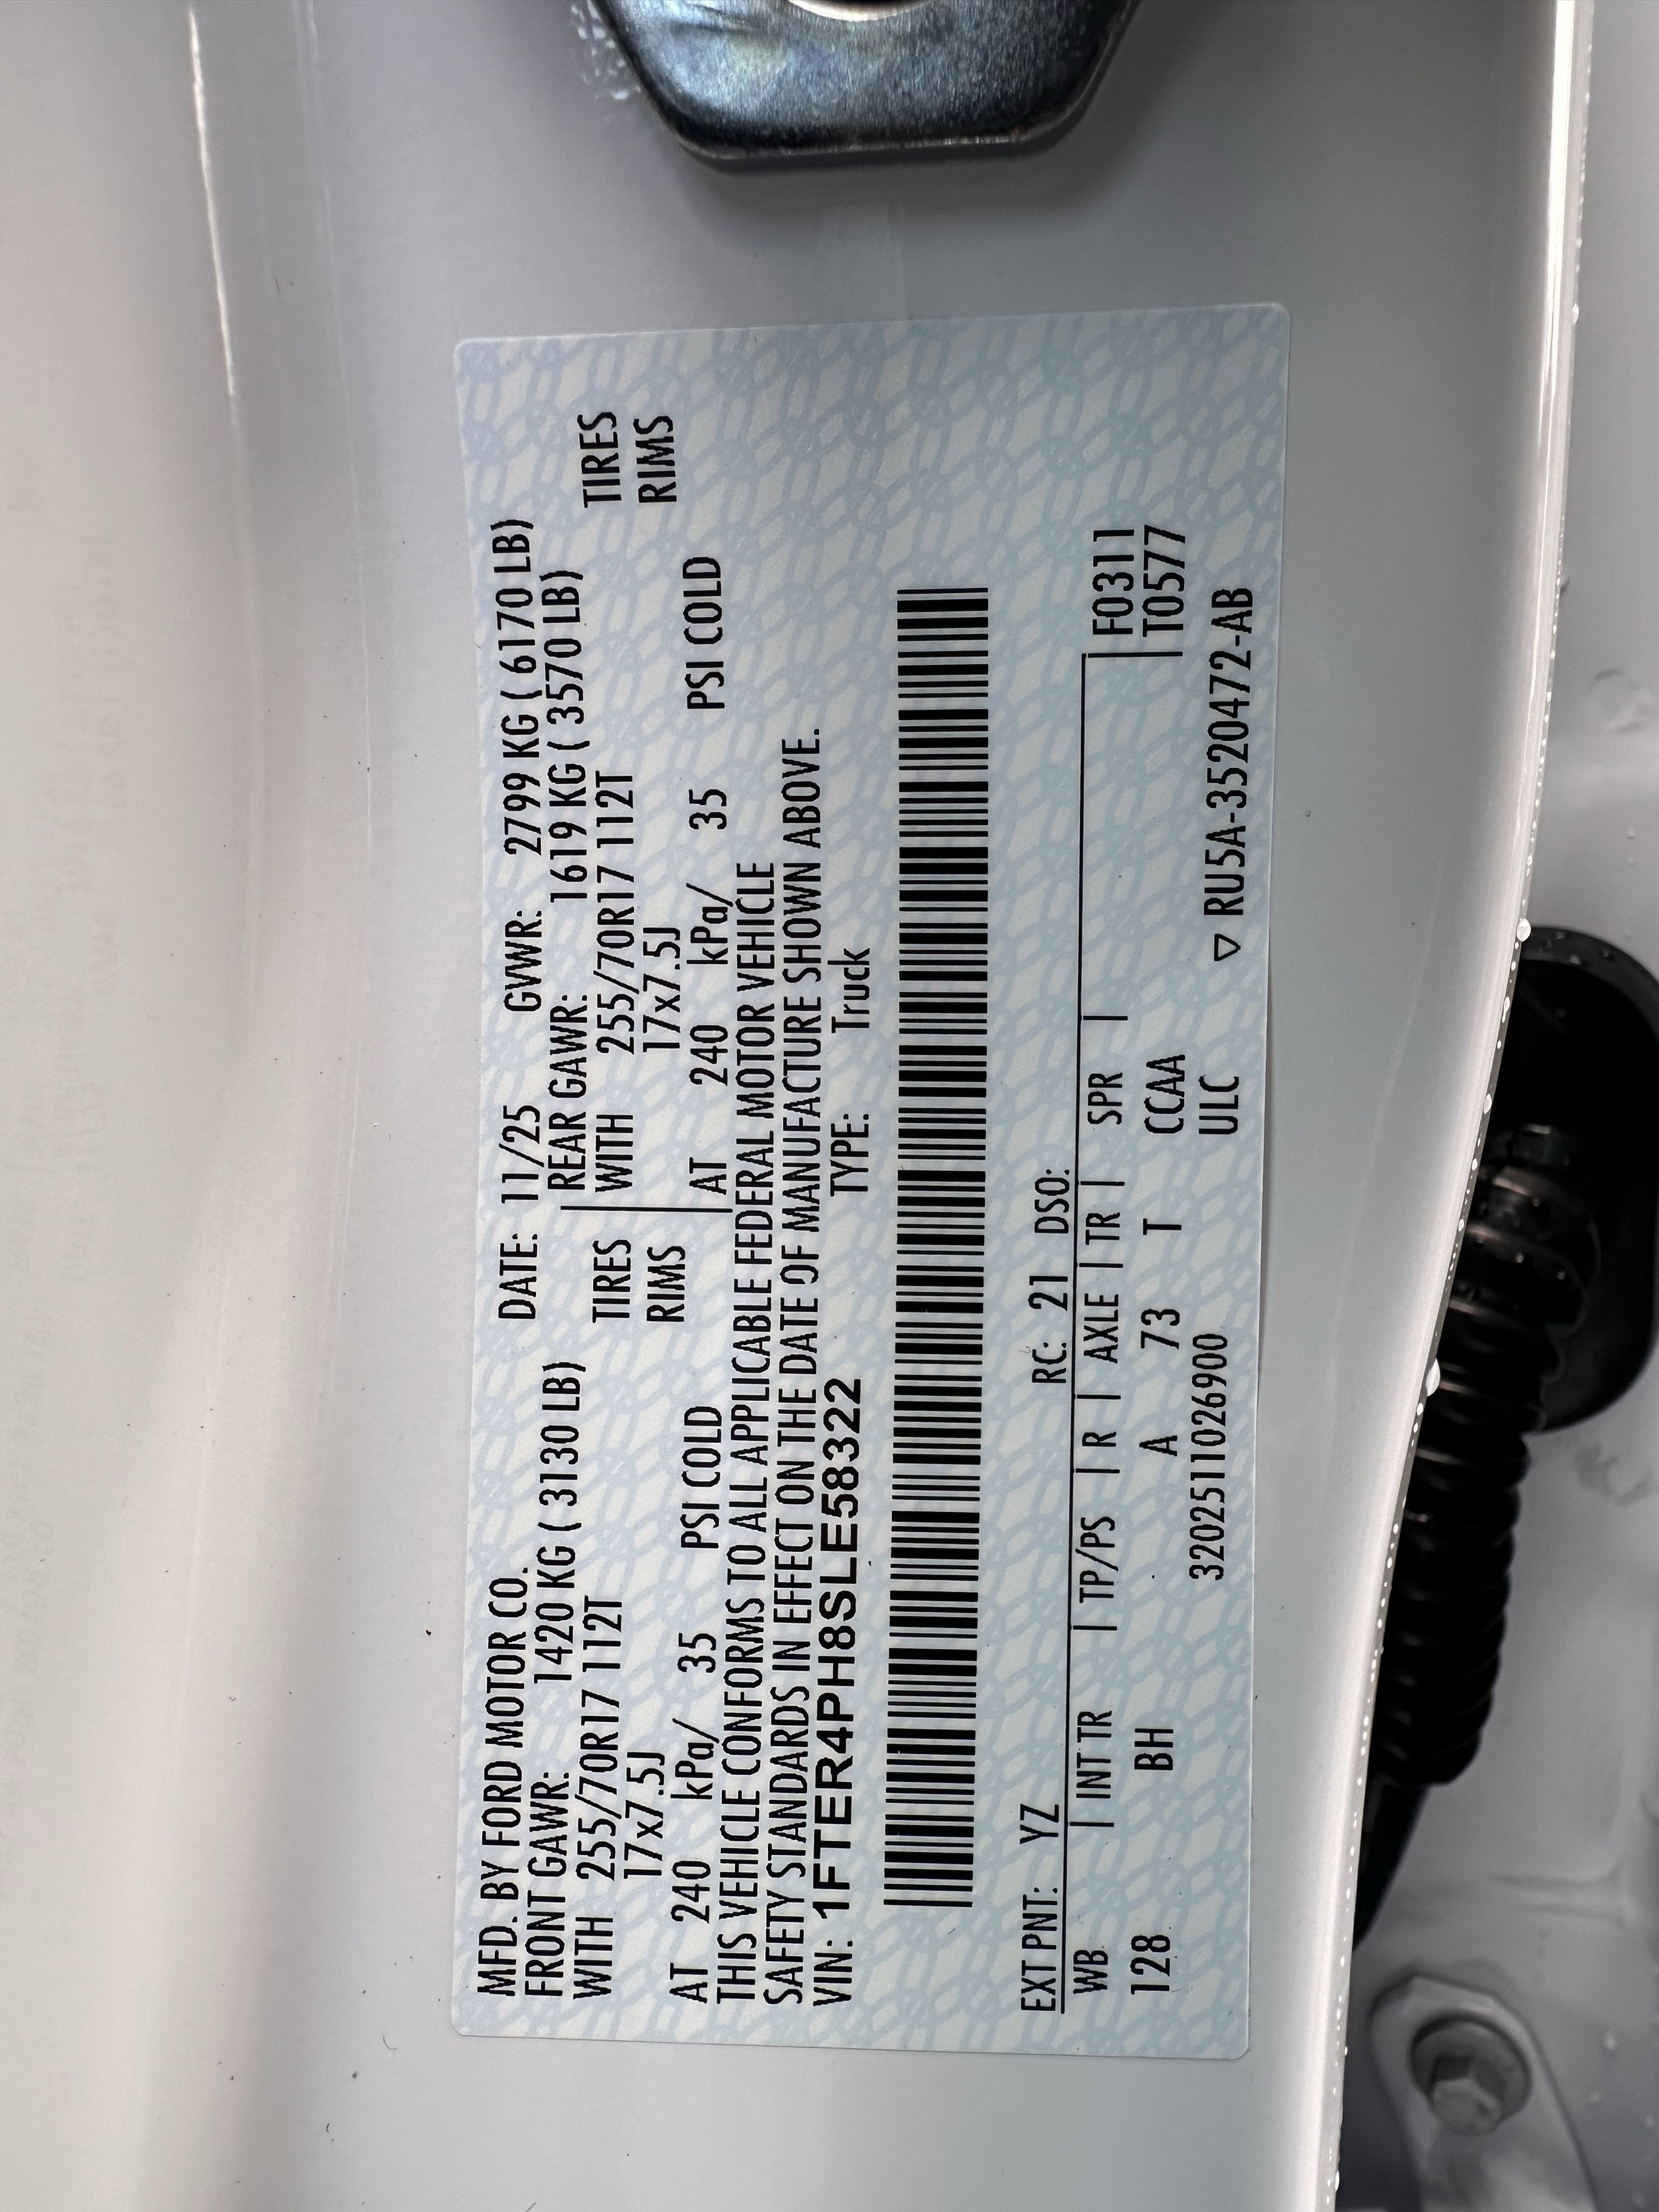 MFD. BY FORD MOTOR CO. DATE: 11/25 GVWR: 2799 KG ( 6170 LB)
FRONT GAWR: 1420 KG ( 3130 LB) REAR GAWR: 1619 KG ( 3570 LB)
WITH 255/70R17 112T TIRES WITH 255/70R17 112T TIRES
17x7.5J RIMS 17x7.5J RIMS
AT 240 kPa/ 35 PSI COLD AT 240 kPa/ 35 PSI COLD
THIS VEHICLE CONFORMS TO ALL APPLICABLE FEDERAL MOTOR VEHICLE
SAFETY STANDARDS IN EFFECT ON THE DATE OF MANUFACTURE SHOWN ABOVE.
VIN: 1FTER4PH8SLE58322 TYPE: Truck
EXT PNT: YZ RC: 21 DSO:
WB | INT TR | TP/PS | R | AXLE | TR | SPR | F0311
128 BH A 73 T CCAA T0577
3202511026900 ULC ▽ RU5A-3520472-AB